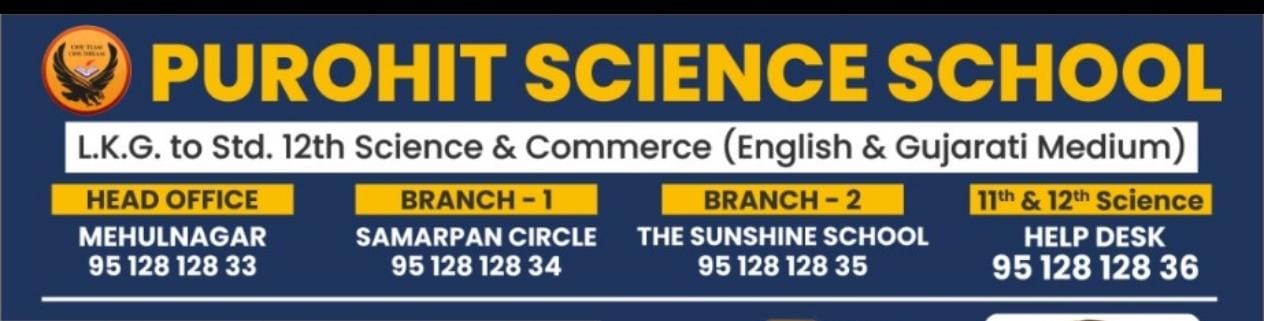 ONE TEAM
ONE DREAM
PUROHIT SCIENCE SCHOOL
L.K.G. to Std. 12th Science & Commerce (English & Gujarati Medium)
HEAD OFFICE
MEHULNAGAR
95 128 128 33
BRANCH - 1
SAMARPAN CIRCLE
95 128 128 34
BRANCH - 2
THE SUNSHINE SCHOOL
95 128 128 35
11th & 12th Science
HELP DESK
95 128 128 36